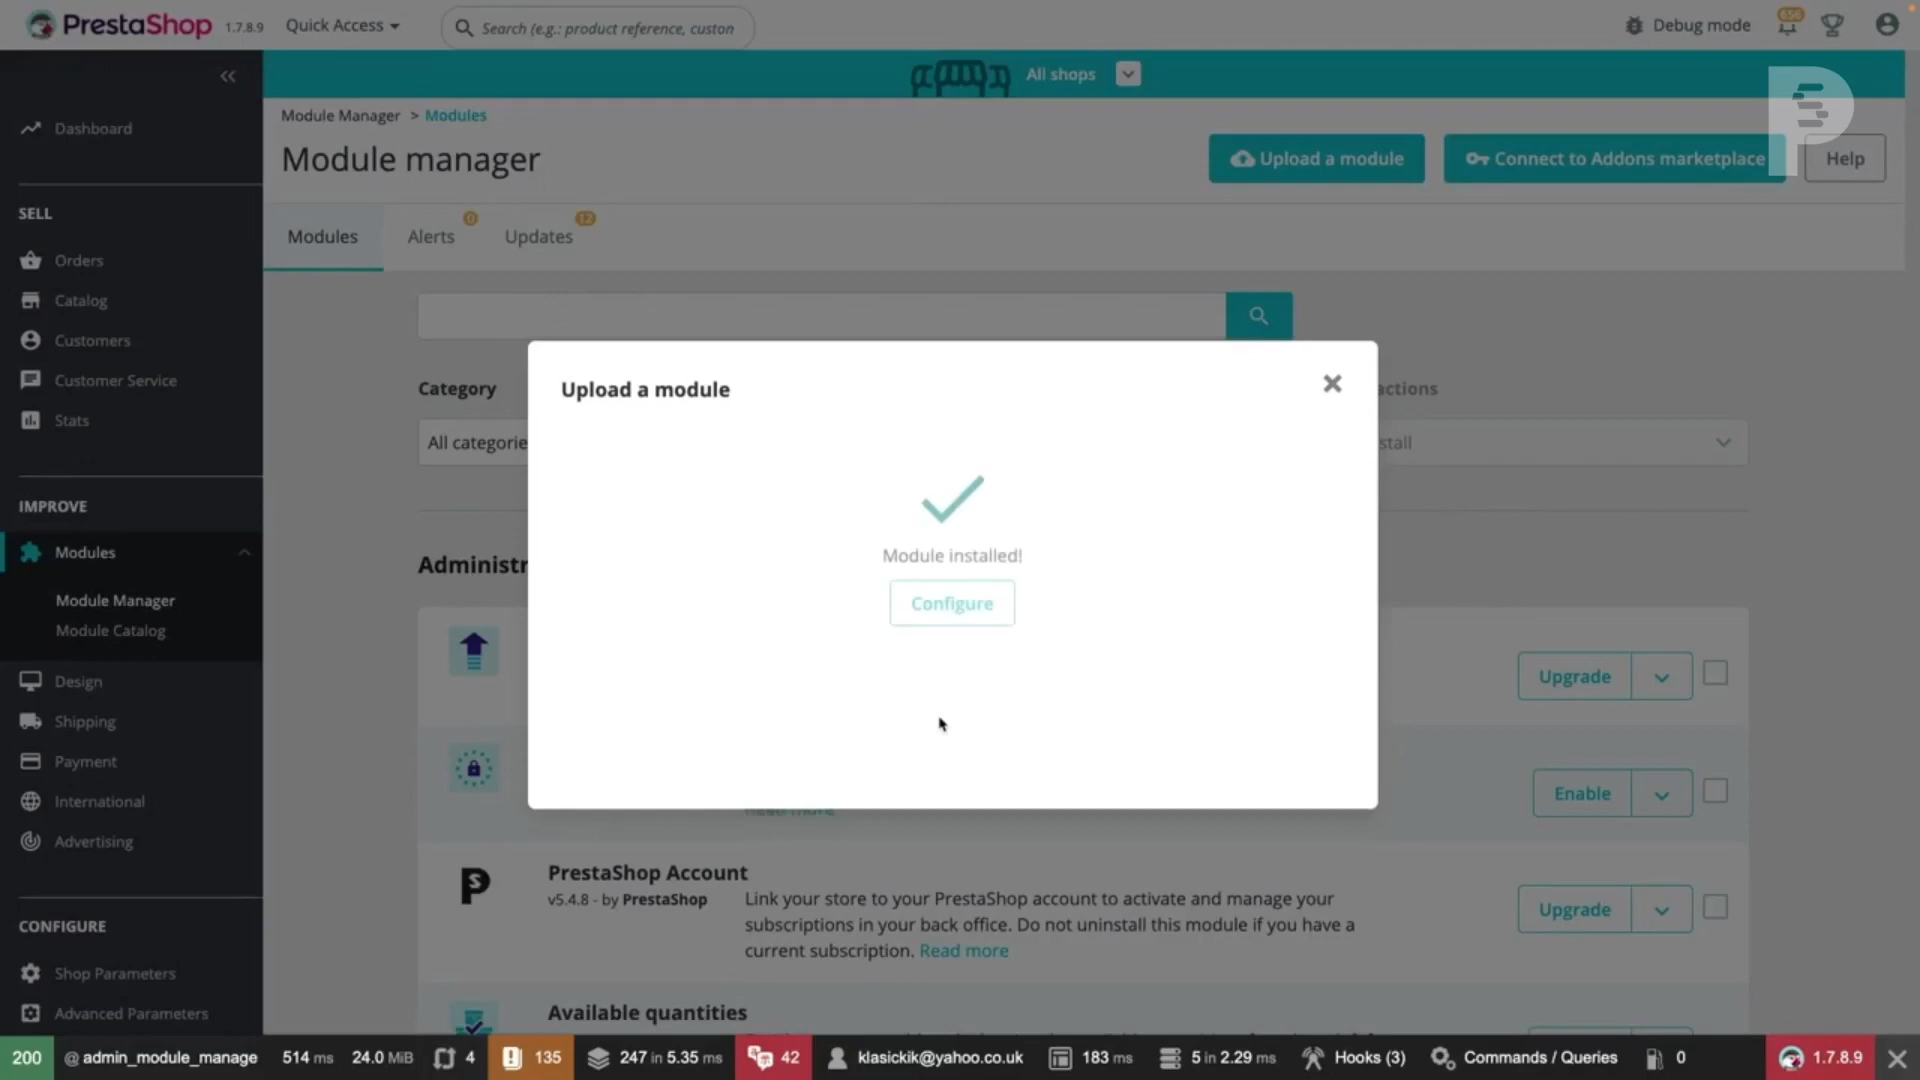 PrestaShop 1.7.8.9 Quick Access Search (e.g.: product reference, custon Debug mode 656
All shops
Dashboard
SELL
Orders
Catalog
Customers
Customer Service
Stats
IMPROVE
Modules
Module Manager
Module Catalog
Design
Shipping
Payment
International
Advertising
CONFIGURE
Shop Parameters
Advanced Parameters
Module Manager > Modules
Module manager
Upload a module
Connect to Addons marketplace
Help
Modules
Alerts 0
Updates 12
Category
All categorie
actions
stall
Upload a module
Module installed!
Configure
Administr
Upgrade
Enable
PrestaShop Account
v5.4.8 - by PrestaShop
Link your store to your PrestaShop account to activate and manage your
subscriptions in your back office. Do not uninstall this module if you have a
current subscription. Read more
Upgrade
Available quantities
200 @ admin_module_manage 514 ms 24.0 MiB 4 135 247 in 5.35 ms 42 klasickik@yahoo.co.uk 183 ms 5 in 2.29 ms Hooks (3) Commands / Queries 0 1.7.8.9